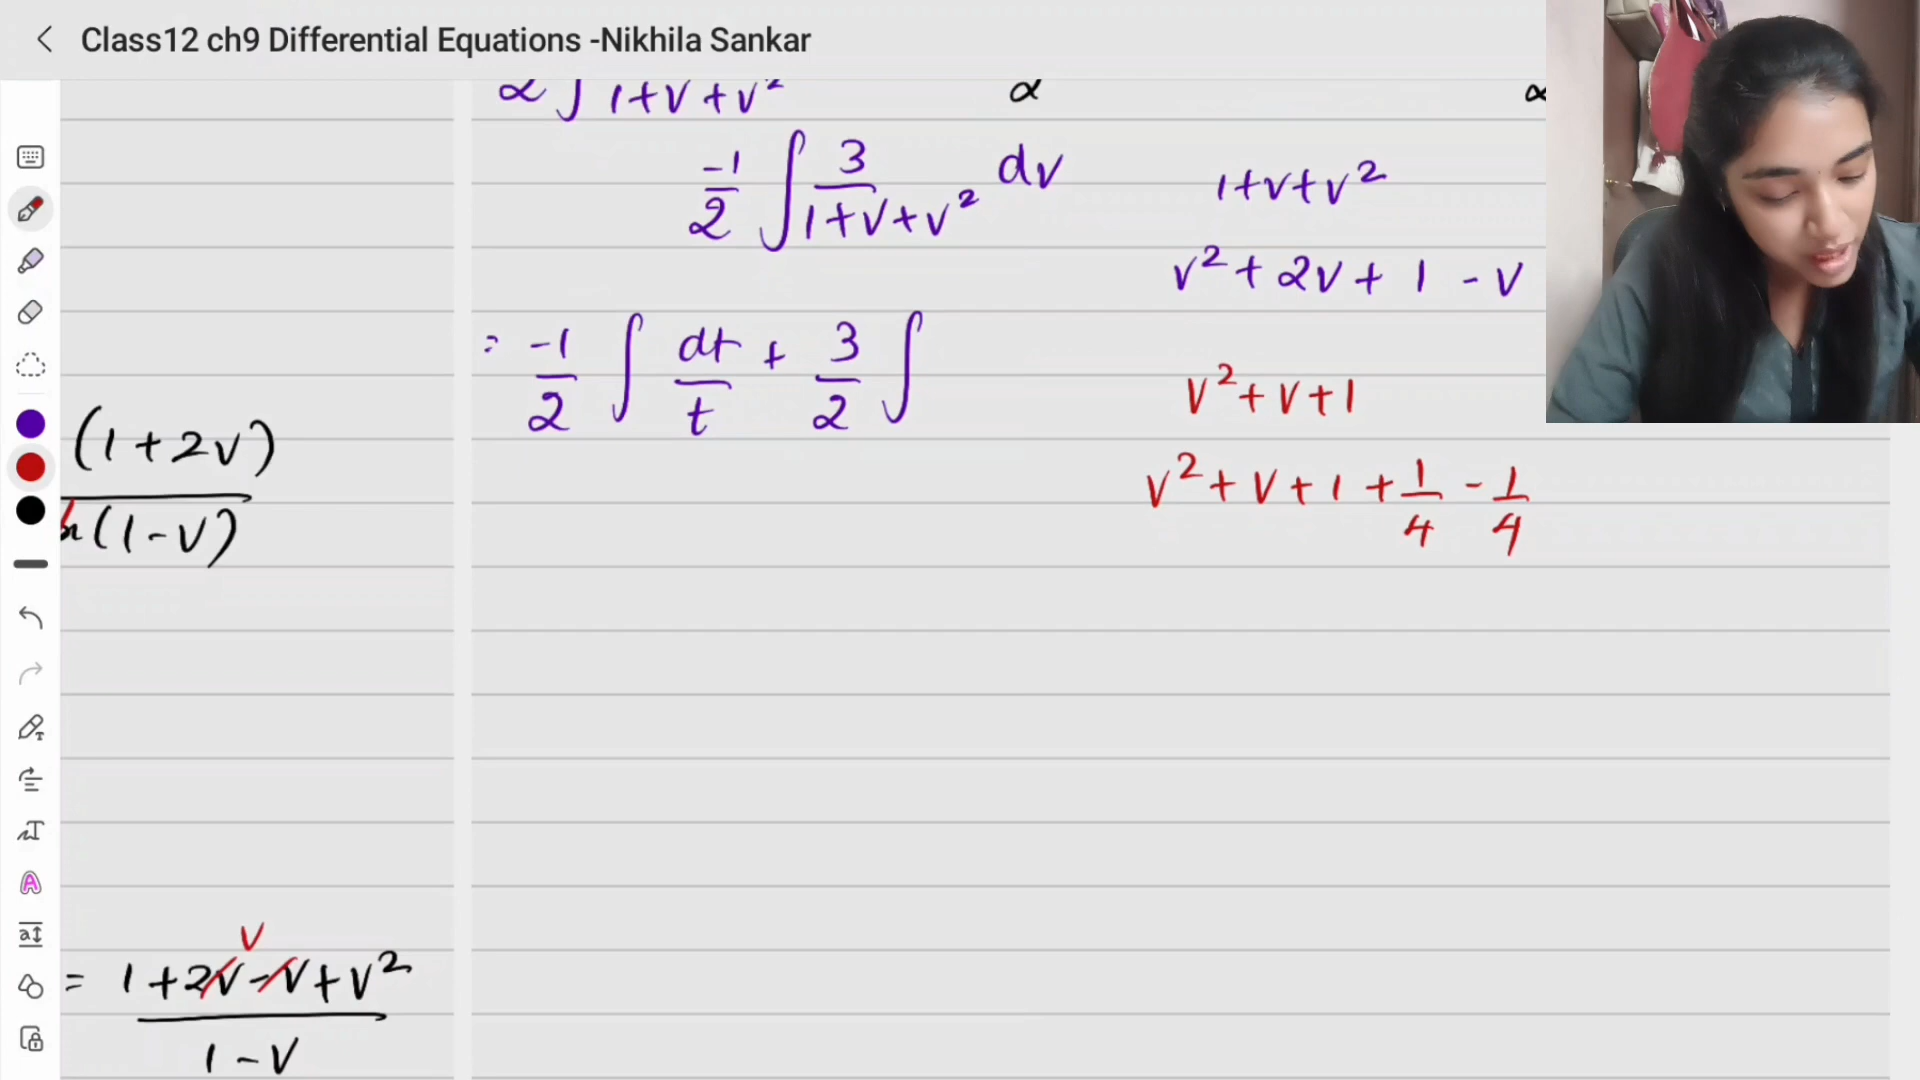 Class12 ch9 Differential Equations -Nikhila Sankar
2 ∫ 1+v+v²
-1/2 ∫ 3/(1+v+v²) dv
= -1/2 ∫ dt/t + 3/2 ∫
1+v+v²
v² + 2v + 1 - v
v² + v + 1
v² + v + 1 + 1/4 - 1/4
(1+2v)
(1-v)
v
= (1+2v-v+v²)/(1-v)